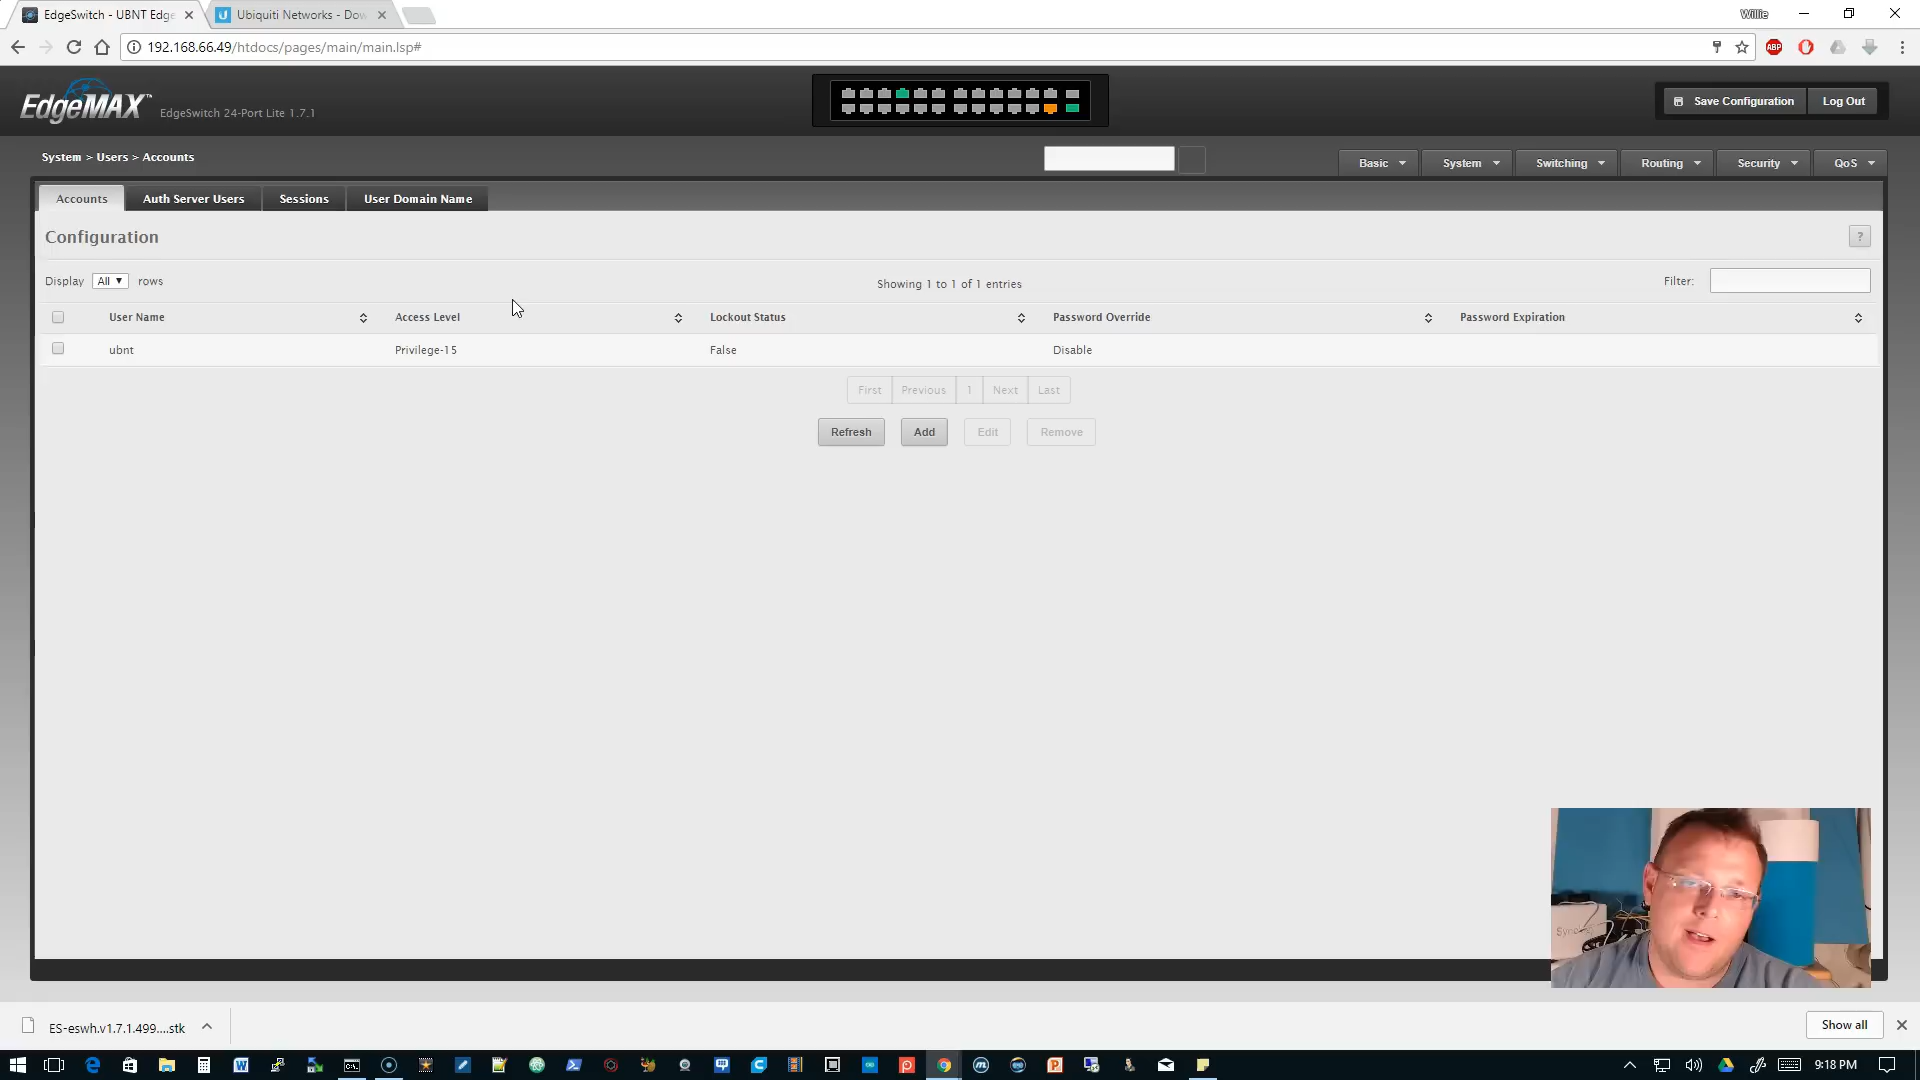 EdgeSwitch - UBNT Edge
Ubiquiti Networks - Dow
Willie
192.168.66.49/htdocs/pages/main/main.lsp#
ABP
EdgeMAX™
EdgeSwitch 24-Port Lite 1.7.1
Save Configuration
Log Out
System > Users > Accounts
Basic
System
Switching
Routing
Security
QoS
Accounts
Auth Server Users
Sessions
User Domain Name
Configuration
?
Display All rows
Showing 1 to 1 of 1 entries
Filter:
User Name
Access Level
Lockout Status
Password Override
Password Expiration
ubnt
Privilege-15
False
Disable
First
Previous
1
Next
Last
Refresh
Add
Edit
Remove
ES-eswh.v1.7.1.499....stk
Show all
9:18 PM